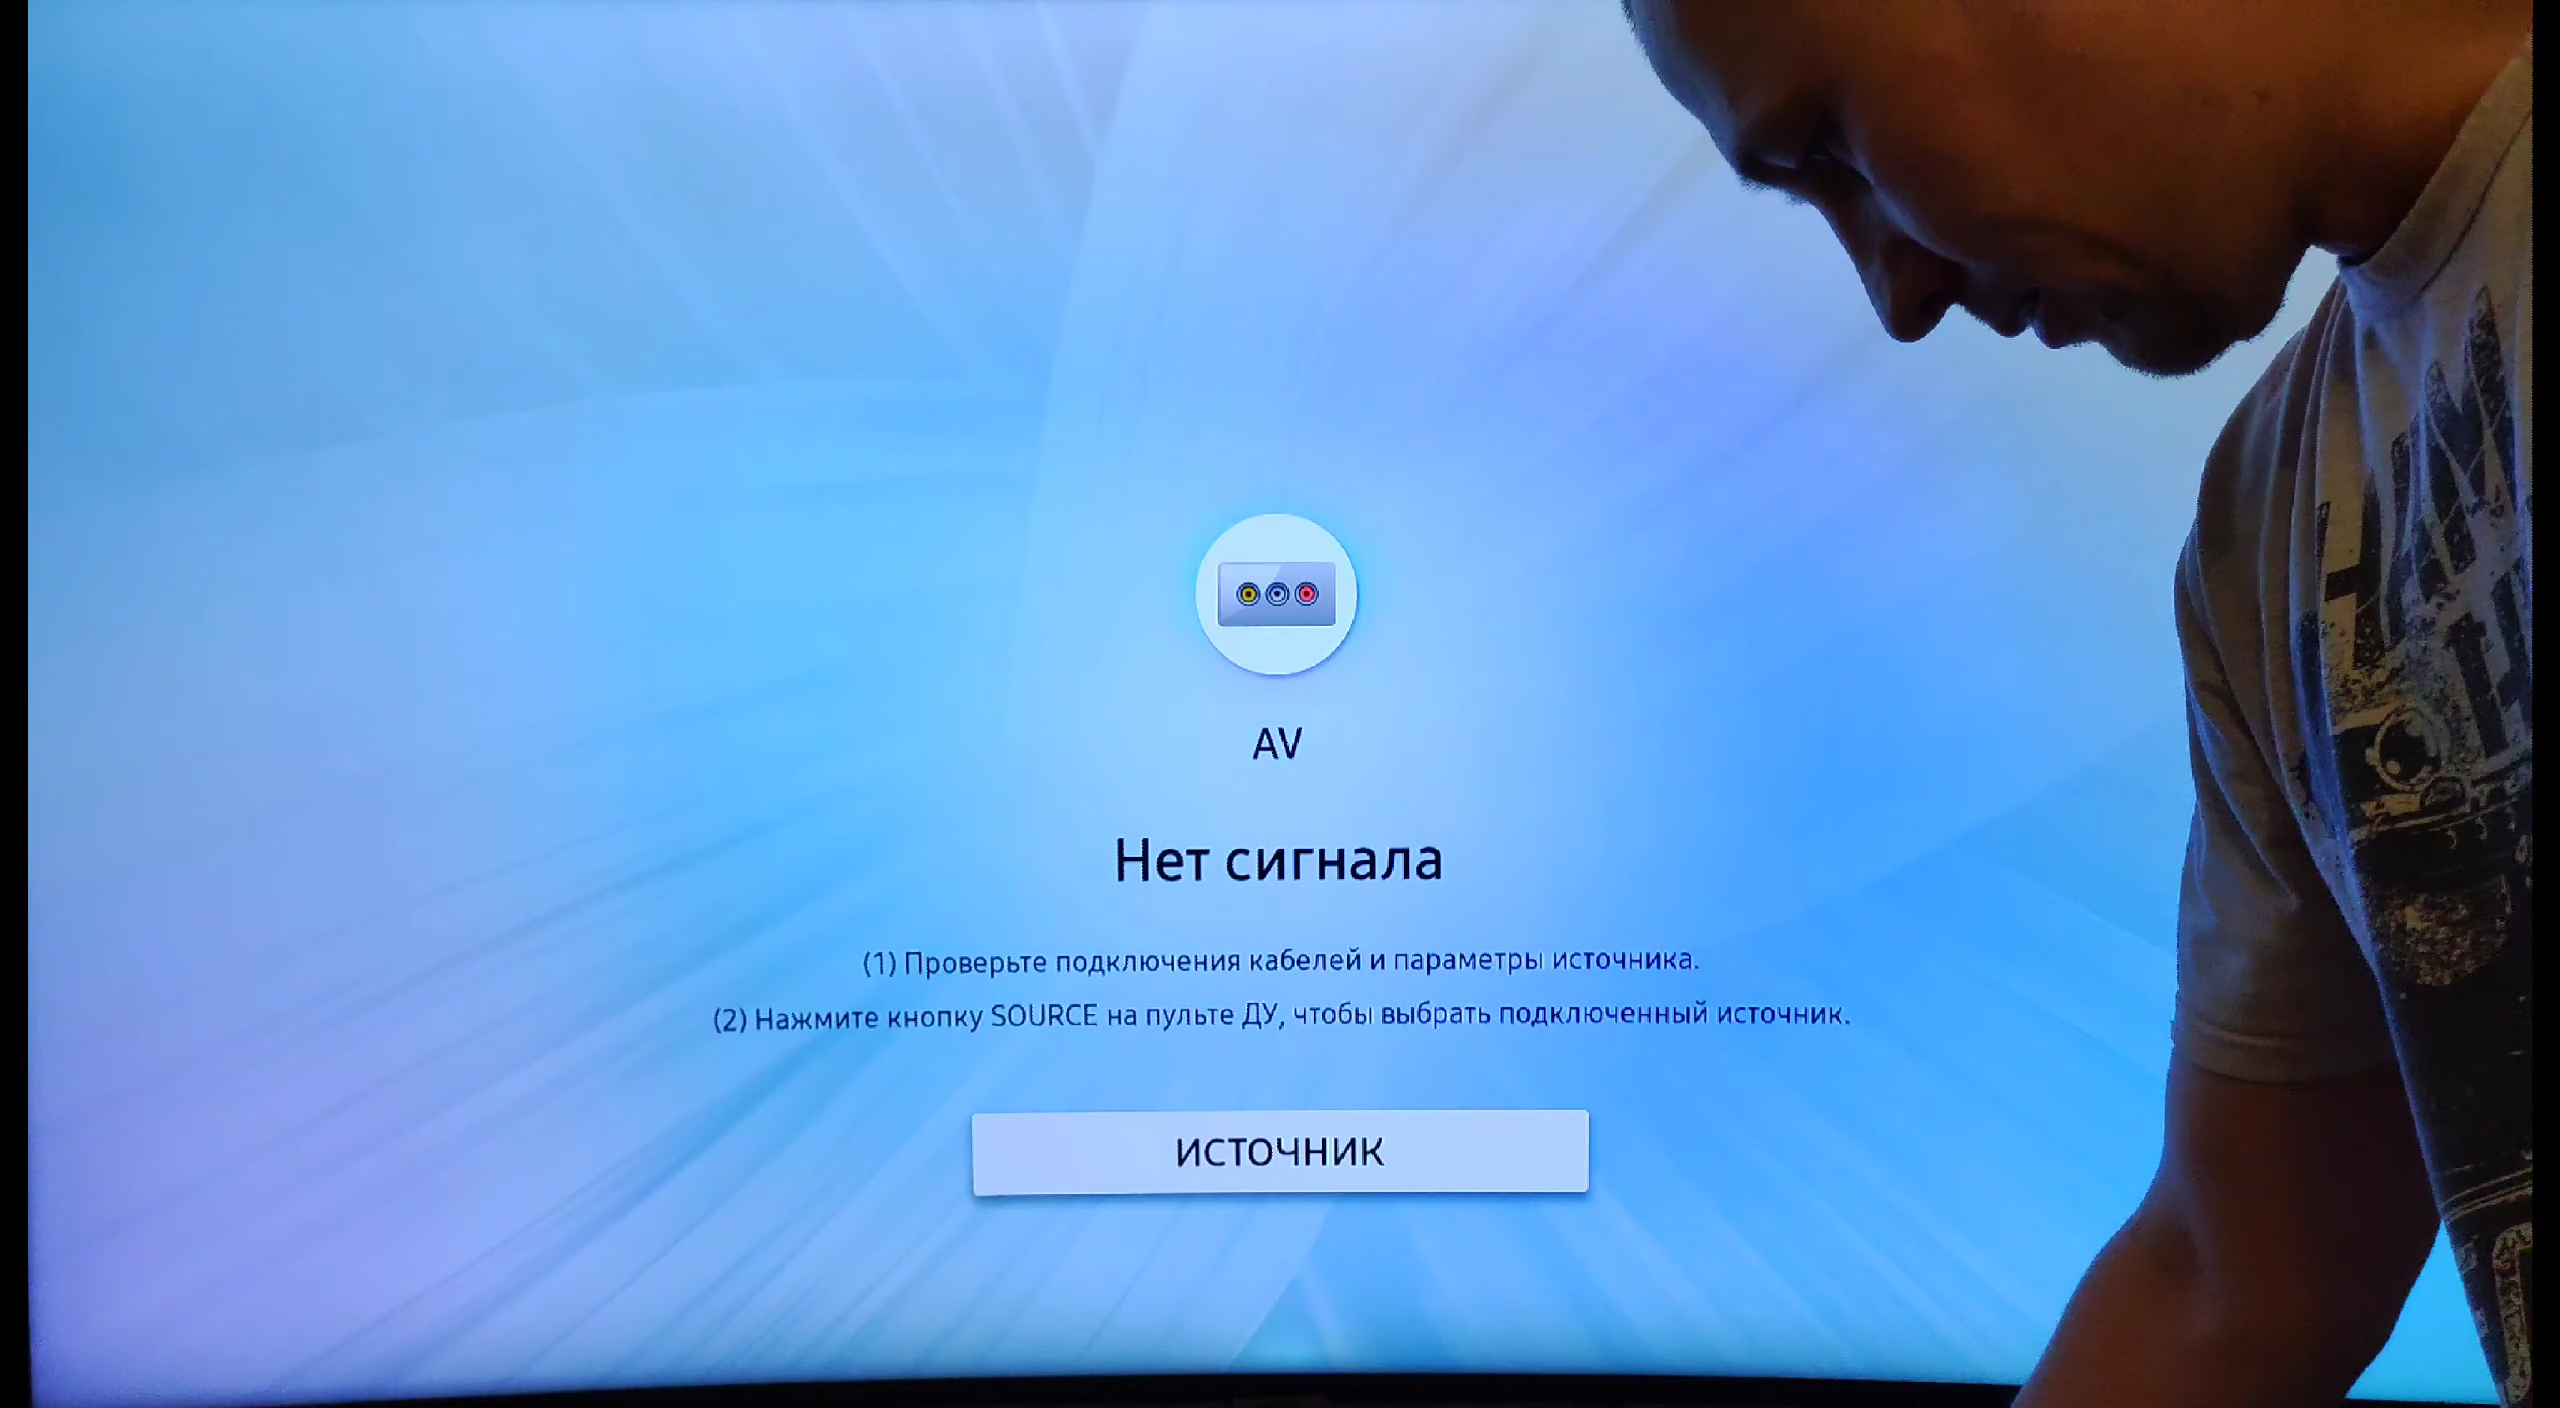 AV
Нет сигнала
(1) Проверьте подключения кабелей и параметры источника.
(2) Нажмите кнопку SOURCE на пульте ДУ, чтобы выбрать подключенный источник.
ИСТОЧНИК